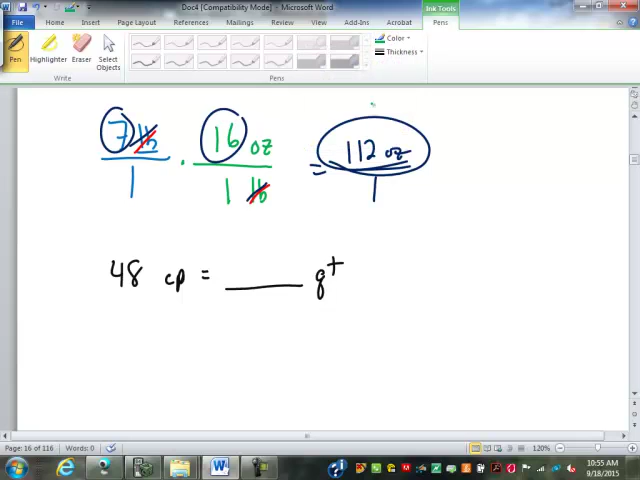 Doc4 [Compatibility Mode] - Microsoft Word
Ink Tools
File Home Insert Page Layout References Mailings Review View Add-Ins Acrobat Pens
Pen Highlighter Eraser Select Objects
Color
Thickness
Write Pens
7 lb 16 oz 112 oz
· =
1 1 lb 1
48 cp = ______ qt
Page: 16 of 116 Words: 0 120%
10:55 AM
9/18/2015